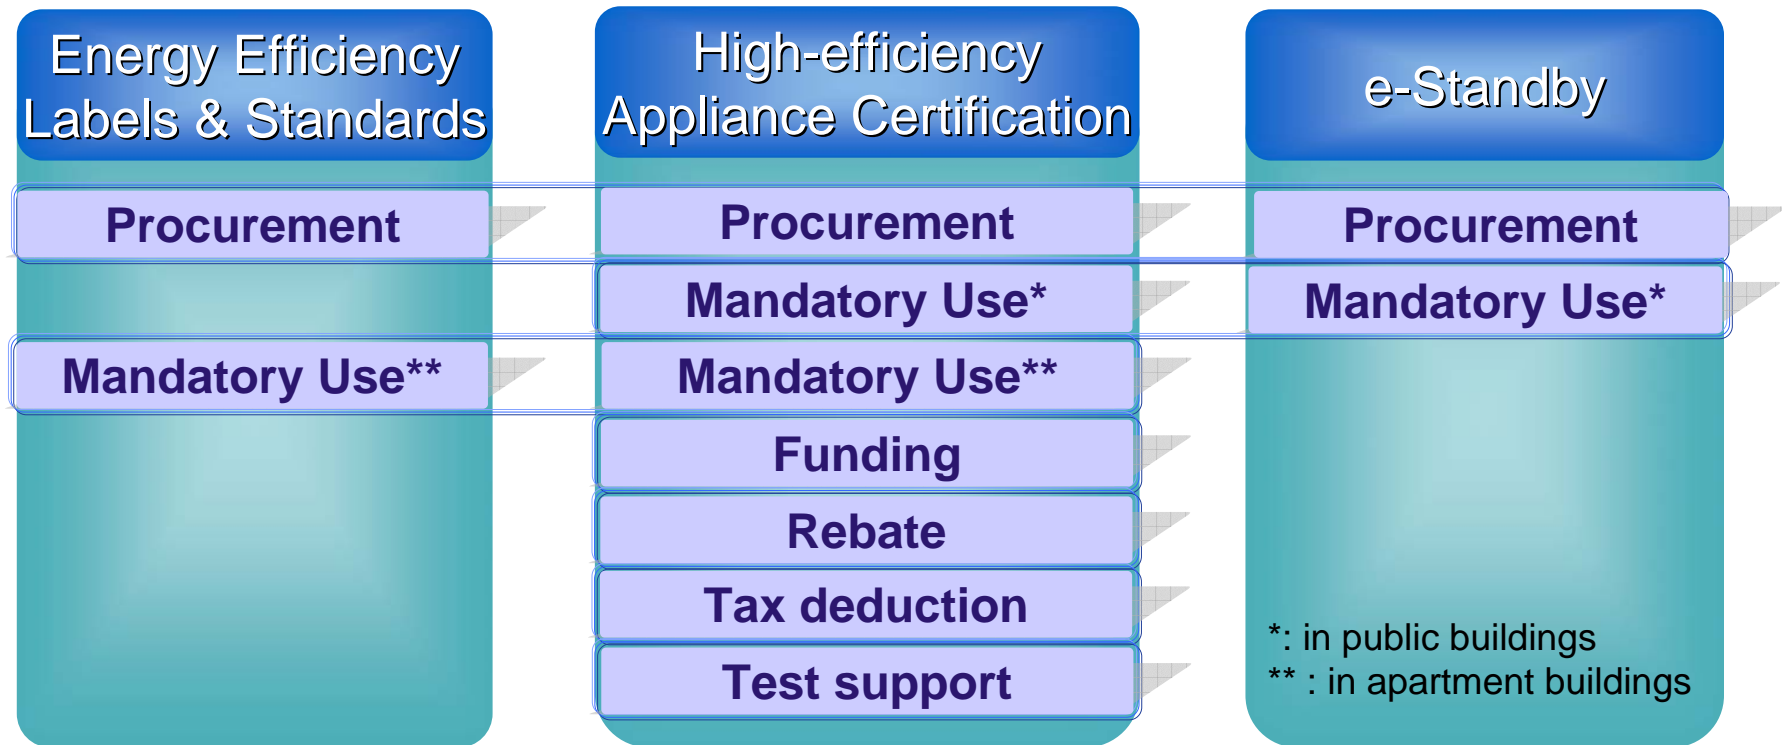 Energy Efficiency
Labels & Standards
Procurement
Mandatory Use**
High-efficiency
Appliance Certification
Procurement
Mandatory Use*
Mandatory Use**
Funding
Rebate
Tax deduction
Test support
e-Standby
Procurement
Mandatory Use*
*: in public buildings
** : in apartment buildings